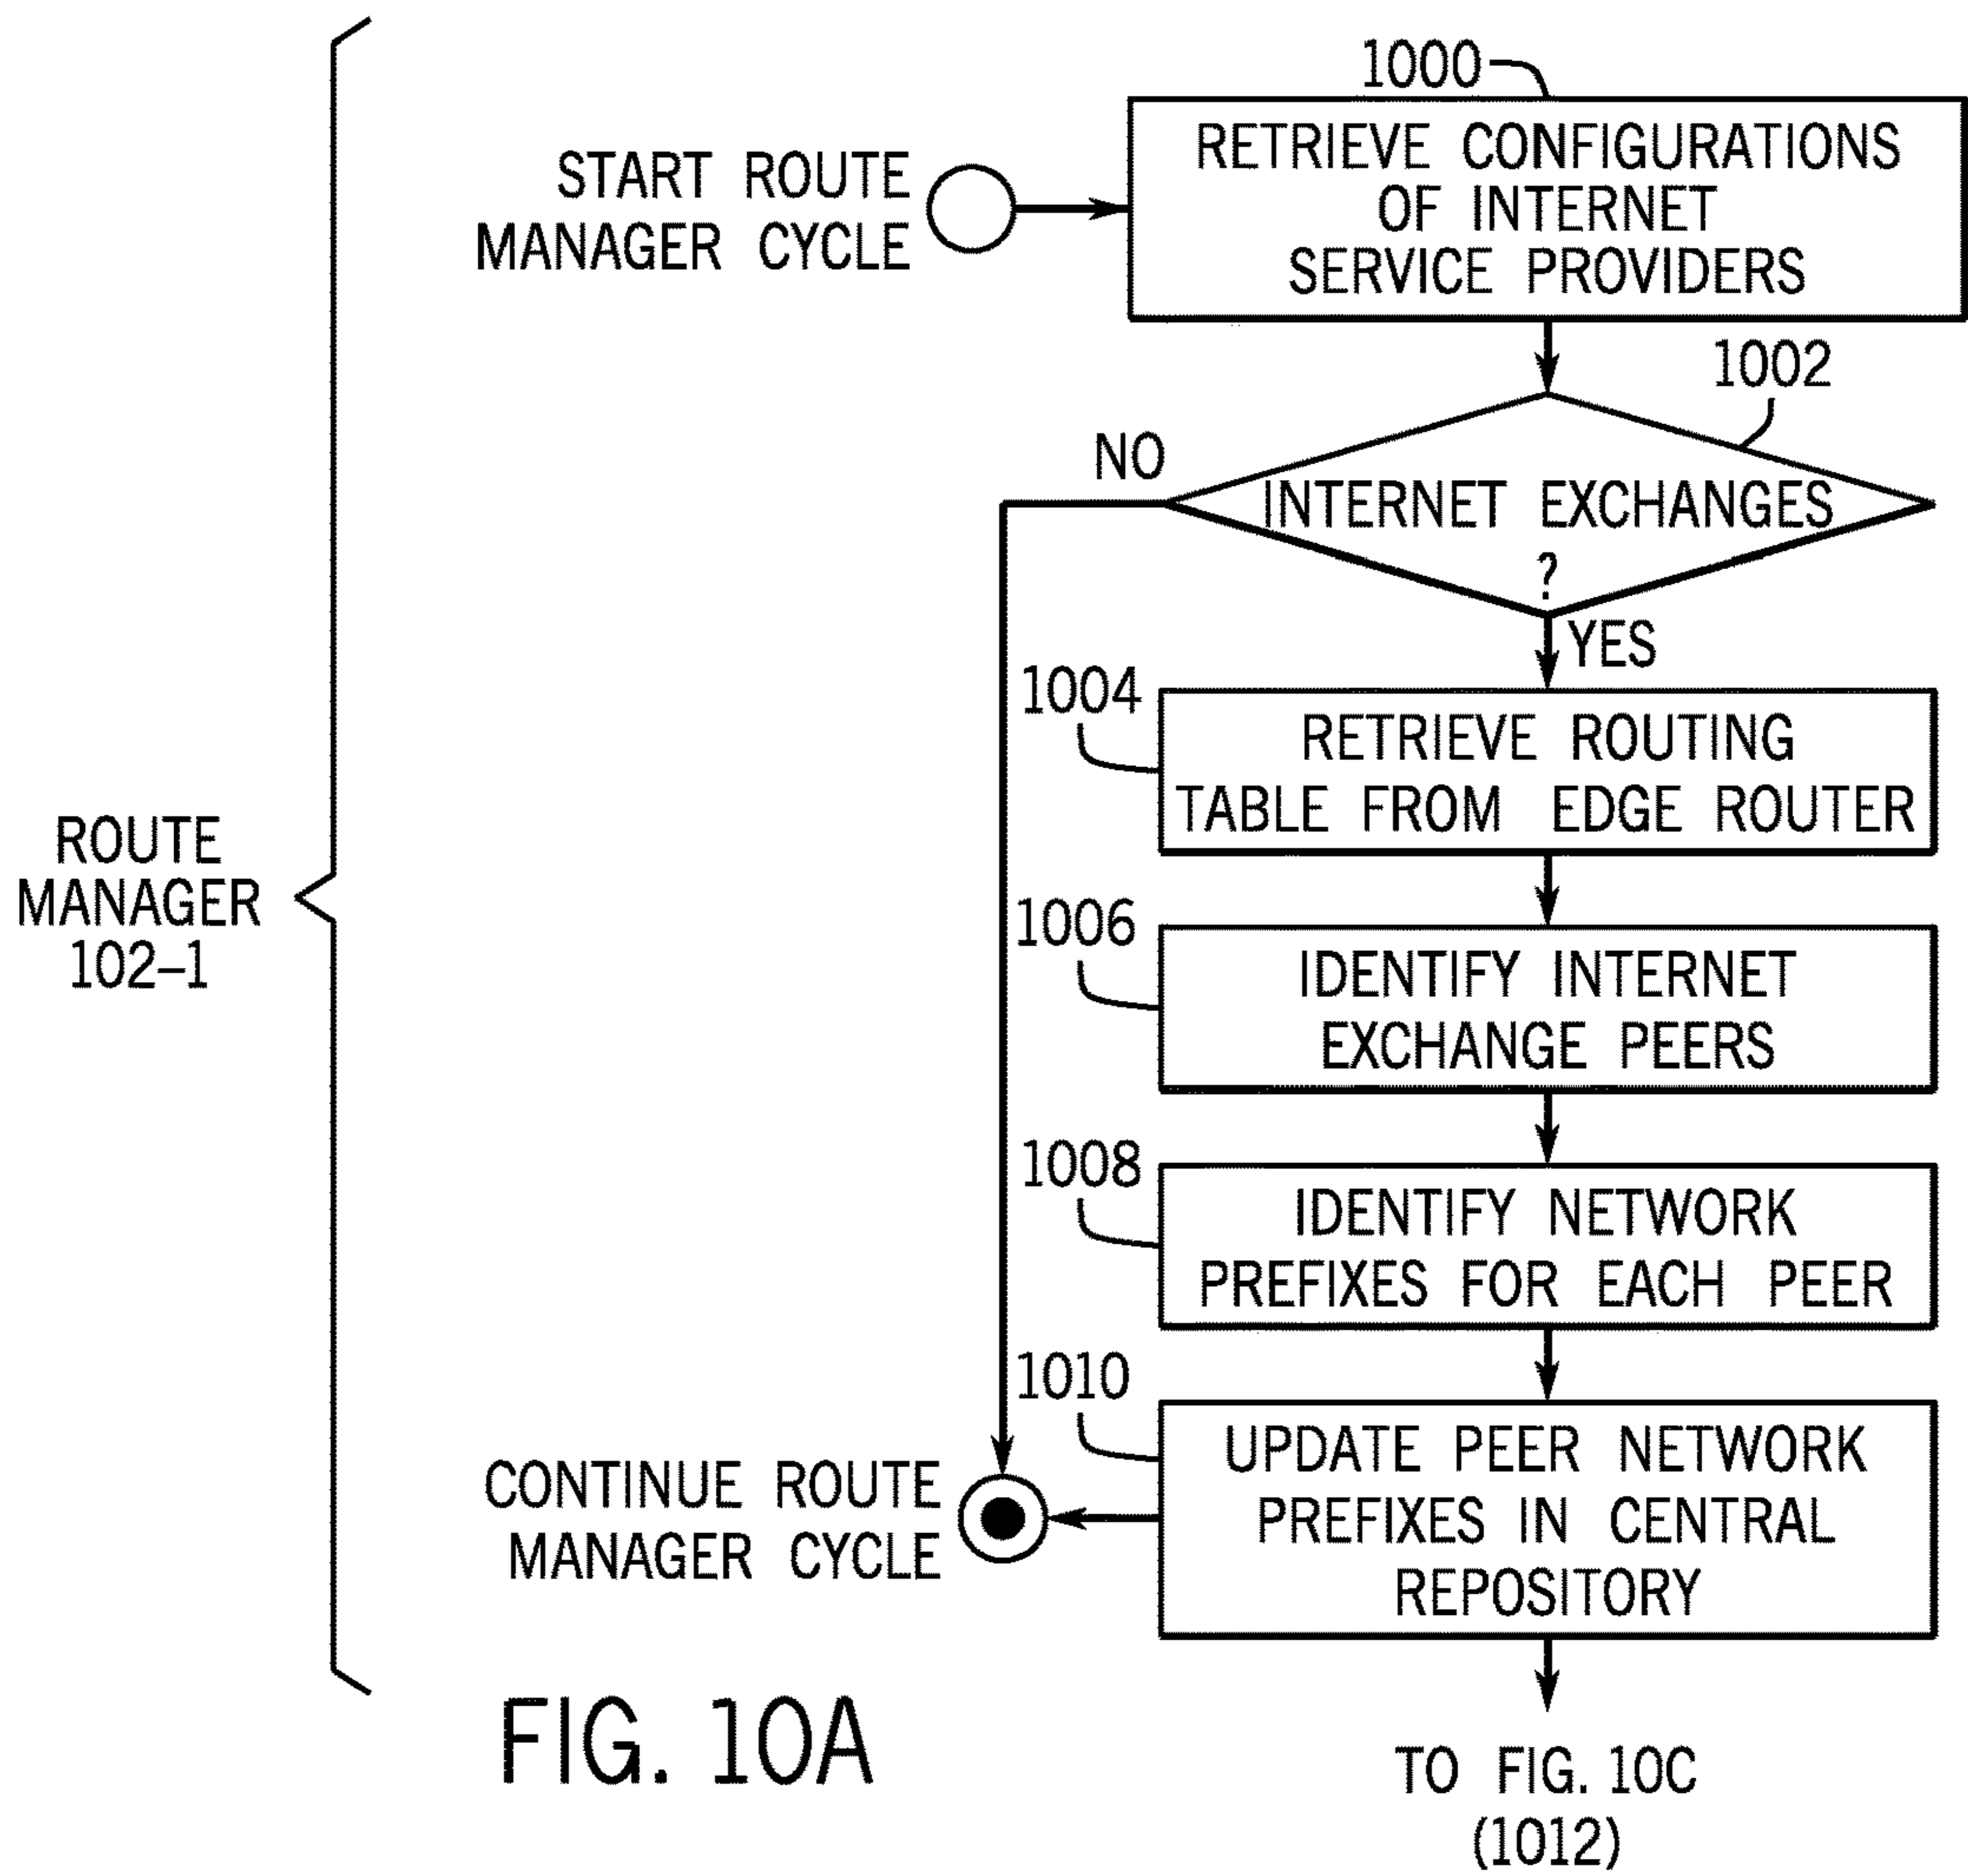 1000
RETRIEVE CONFIGURATIONS
OF INTERNET
SERVICE PROVIDERS
START ROUTE
MANAGER CYCLE
1002
NO
INTERNET EXCHANGES
?
YES
1004
RETRIEVE ROUTING
TABLE FROM EDGE ROUTER
ROUTE
MANAGER
102–1
1006
IDENTIFY INTERNET
EXCHANGE PEERS
1008
IDENTIFY NETWORK
PREFIXES FOR EACH PEER
1010
UPDATE PEER NETWORK
PREFIXES IN CENTRAL
REPOSITORY
CONTINUE ROUTE
MANAGER CYCLE
FIG. 10A
TO FIG. 10C
(1012)